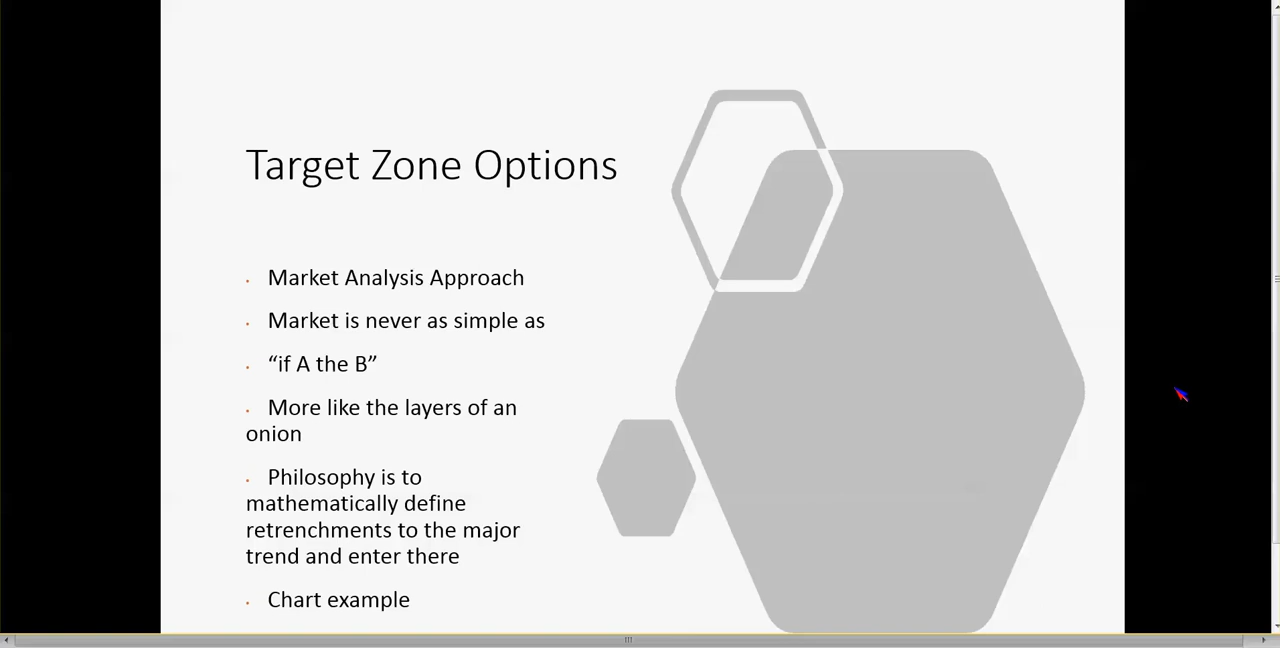 Target Zone Options
· Market Analysis Approach
· Market is never as simple as
· “if A the B”
· More like the layers of an
onion
· Philosophy is to
mathematically define
retrenchments to the major
trend and enter there
· Chart example